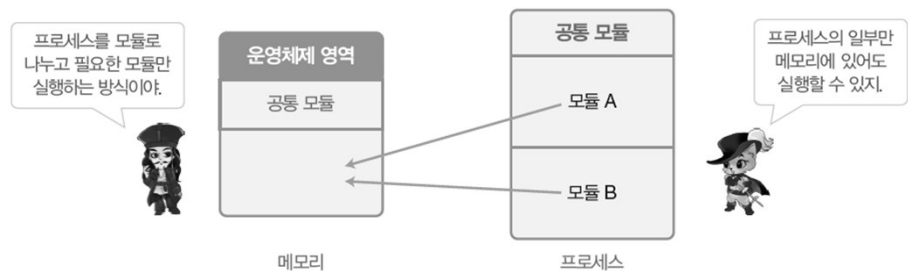 프로세스를 모듈로
나누고 필요한 모듈만
실행하는 방식이야.
운영체제 영역
공통 모듈
메모리
공통 모듈
모듈 A
모듈 B
프로세스
프로세스의 일부만
메모리에 있어도
실행할 수 있지.